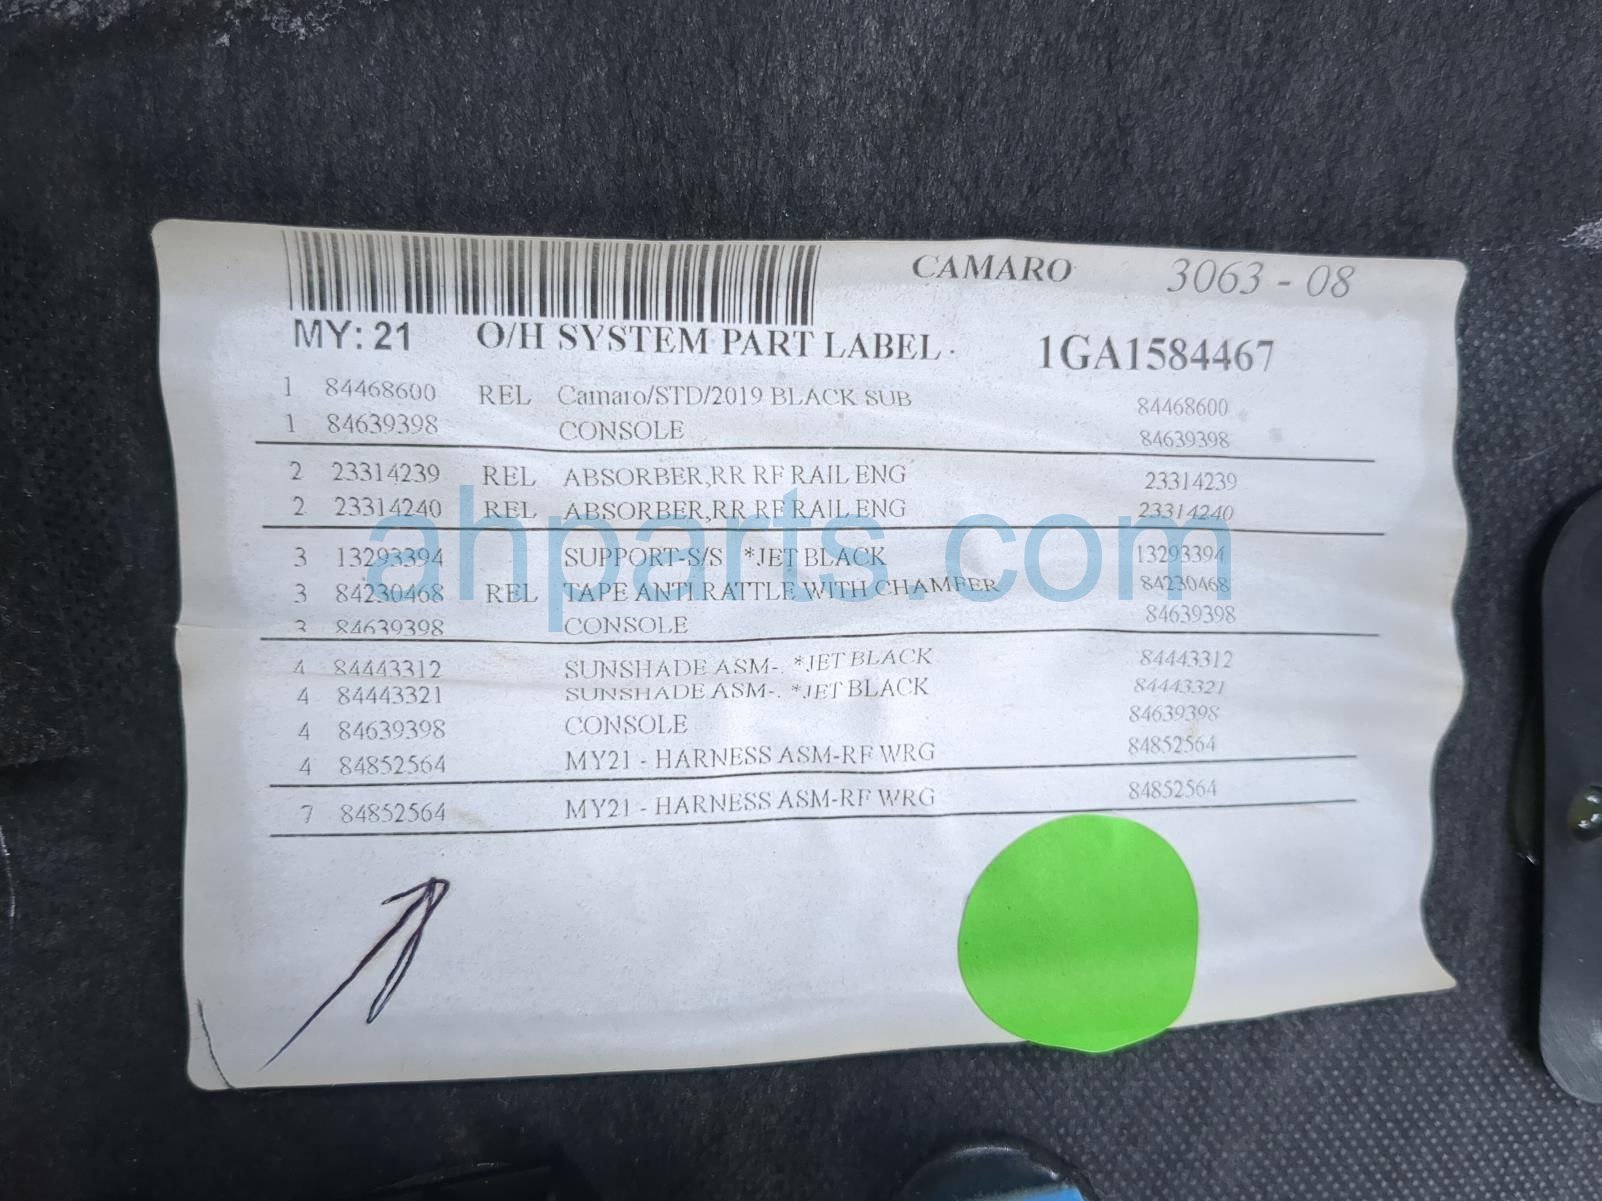 CAMARO 3063 - 08
MY: 21 O/H SYSTEM PART LABEL 1GA1584467
1 84468600 REL Camaro/STD/2019 BLACK SUB 84468600
1 84639398 CONSOLE 84639398
2 23314239 REL ABSORBER,RR RF RAIL ENG 23314239
2 23314240 REL ABSORBER,RR RF RAIL ENG 23314240
3 13293394 SUPPORT-S/S *JET BLACK 13293394
3 84230468 REL TAPE ANTI RATTLE WITH CHAMFER 84230468
3 84639398 CONSOLE 84639398
4 84443312 SUNSHADE ASM-. *JET BLACK 84443312
4 84443321 SUNSHADE ASM-. *JET BLACK 84443321
4 84639398 CONSOLE 84639398
4 84852564 MY21 - HARNESS ASM-RF WRG 84852564
7 84852564 MY21 - HARNESS ASM-RF WRG 84852564
ahparts.com